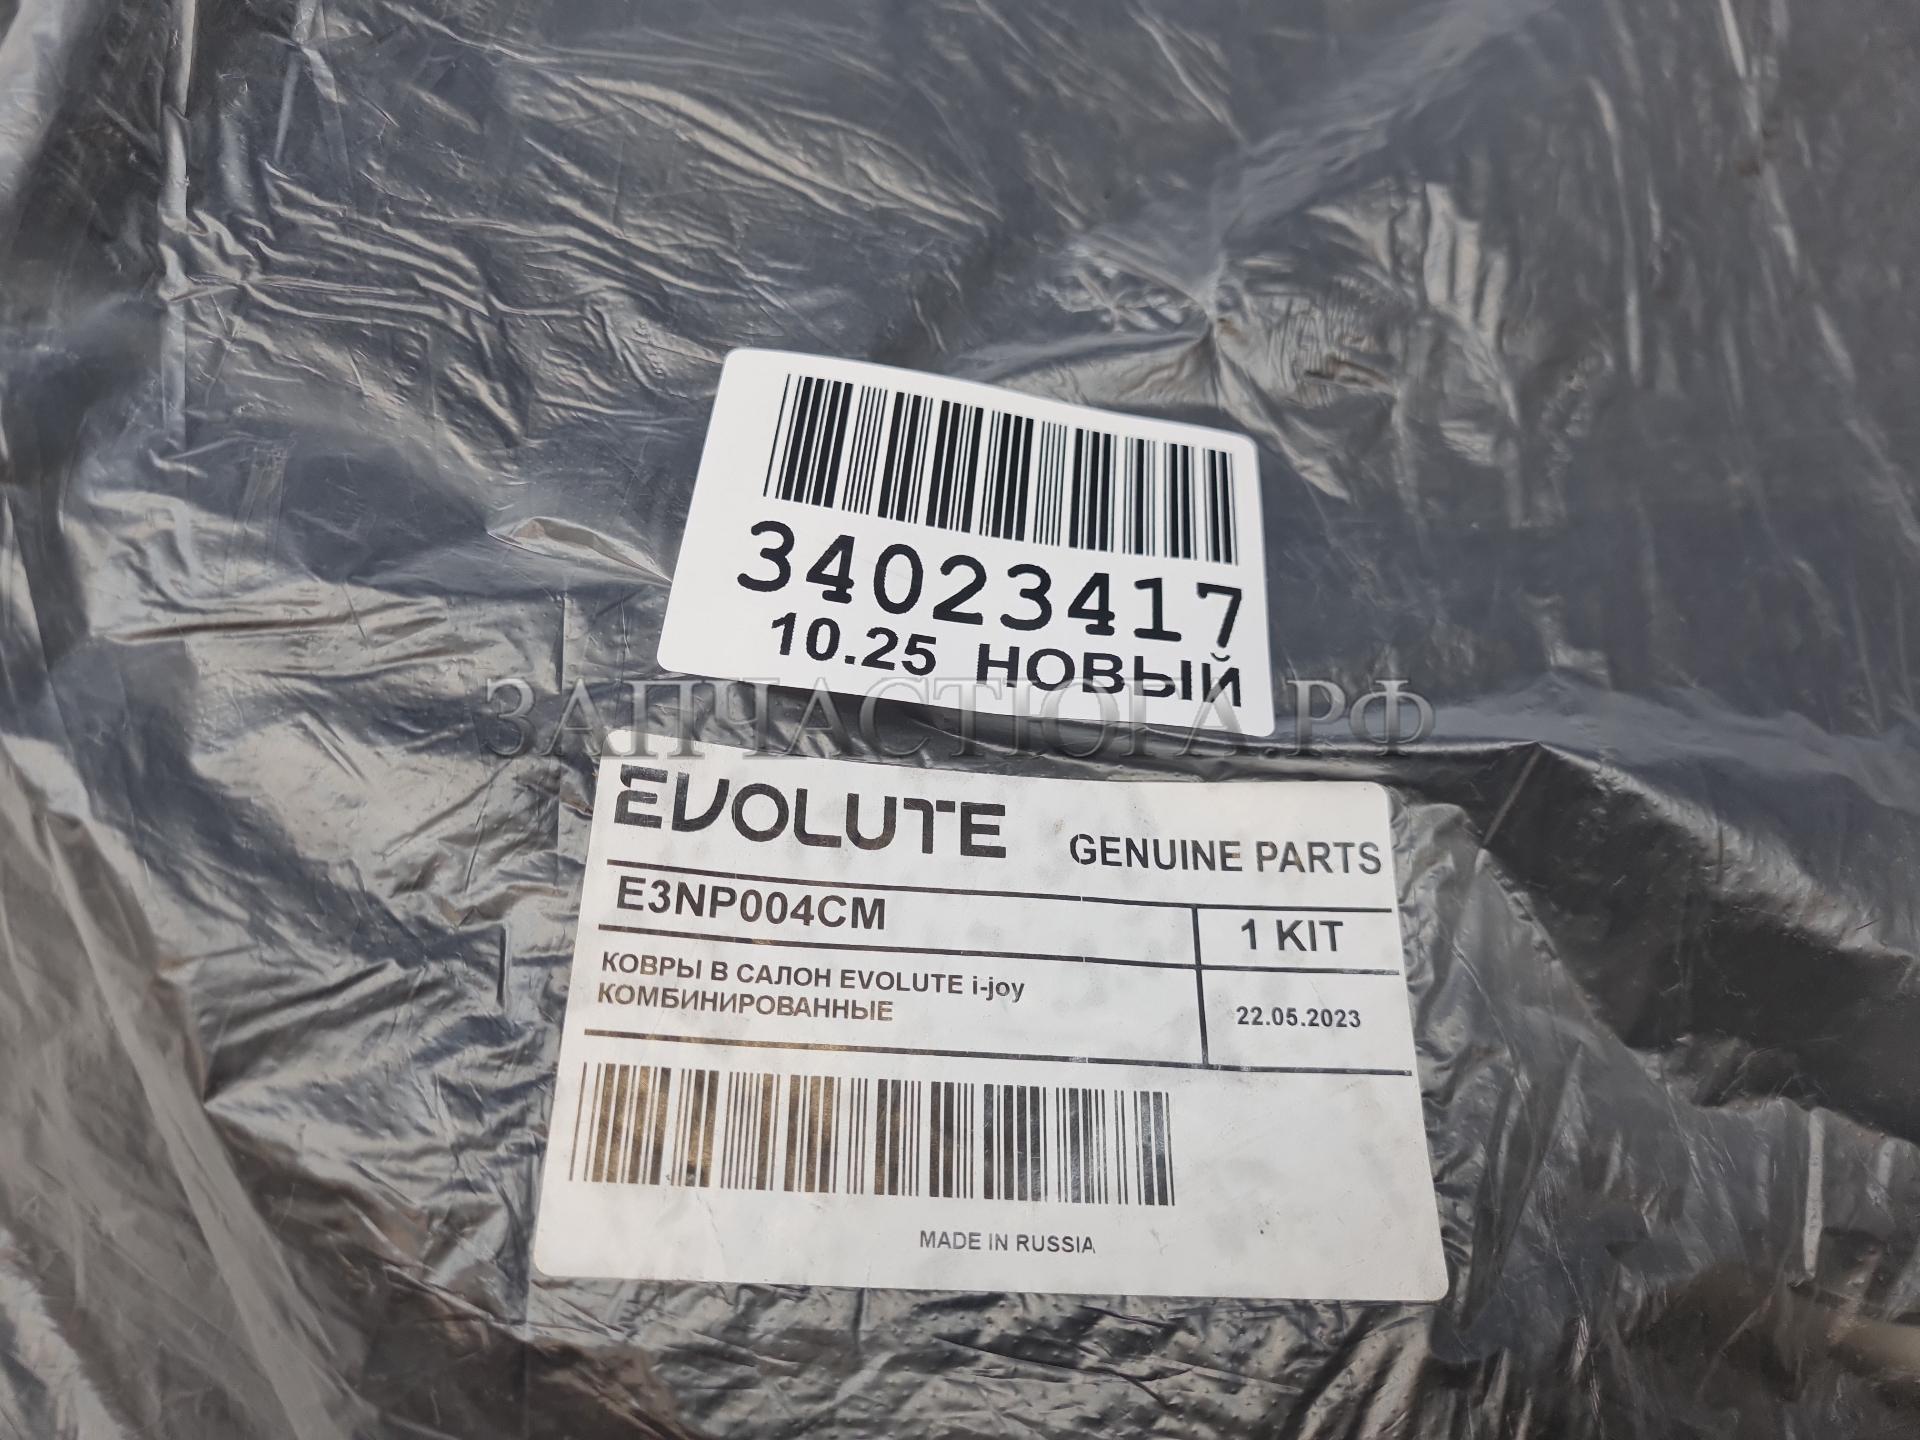 34023417
10.25 НОВЫЙ
ЗАПЧАСТЮГА.РФ
EVOLUTE GENUINE PARTS
E3NP004CM 1 KIT
КОВРЫ В САЛОН EVOLUTE i-joy
КОМБИНИРОВАННЫЕ
22.05.2023
MADE IN RUSSIA